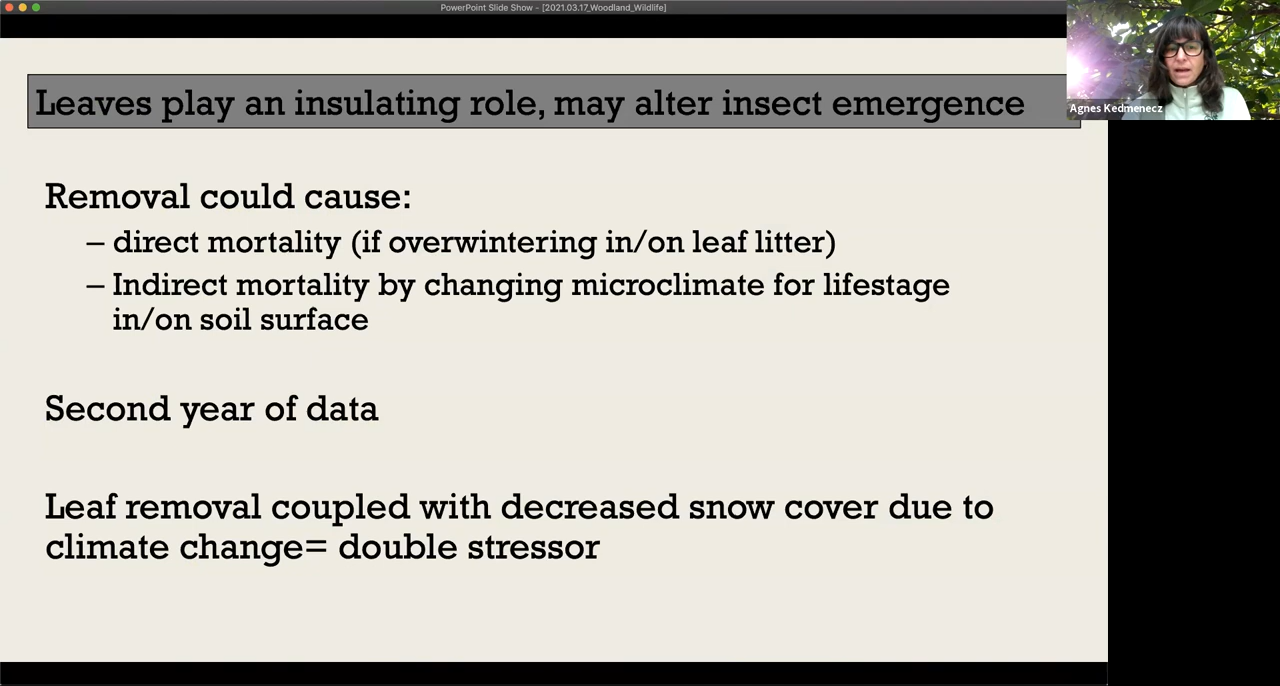 PowerPoint Slide Show - [2021.03.17_Woodland_Wildlife]
Agnes Kedmenecz
Leaves play an insulating role, may alter insect emergence
Removal could cause:
– direct mortality (if overwintering in/on leaf litter)
– Indirect mortality by changing microclimate for lifestage
in/on soil surface
Second year of data
Leaf removal coupled with decreased snow cover due to
climate change= double stressor